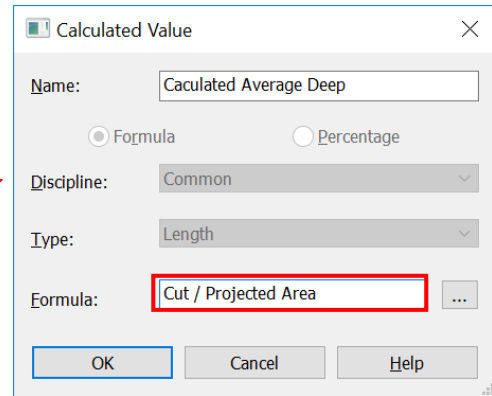 Calculated Value
Name: Caculated Average Deep
Formula Percentage
Discipline: Common
Type: Length
Formula: Cut / Projected Area ...
OK Cancel Help